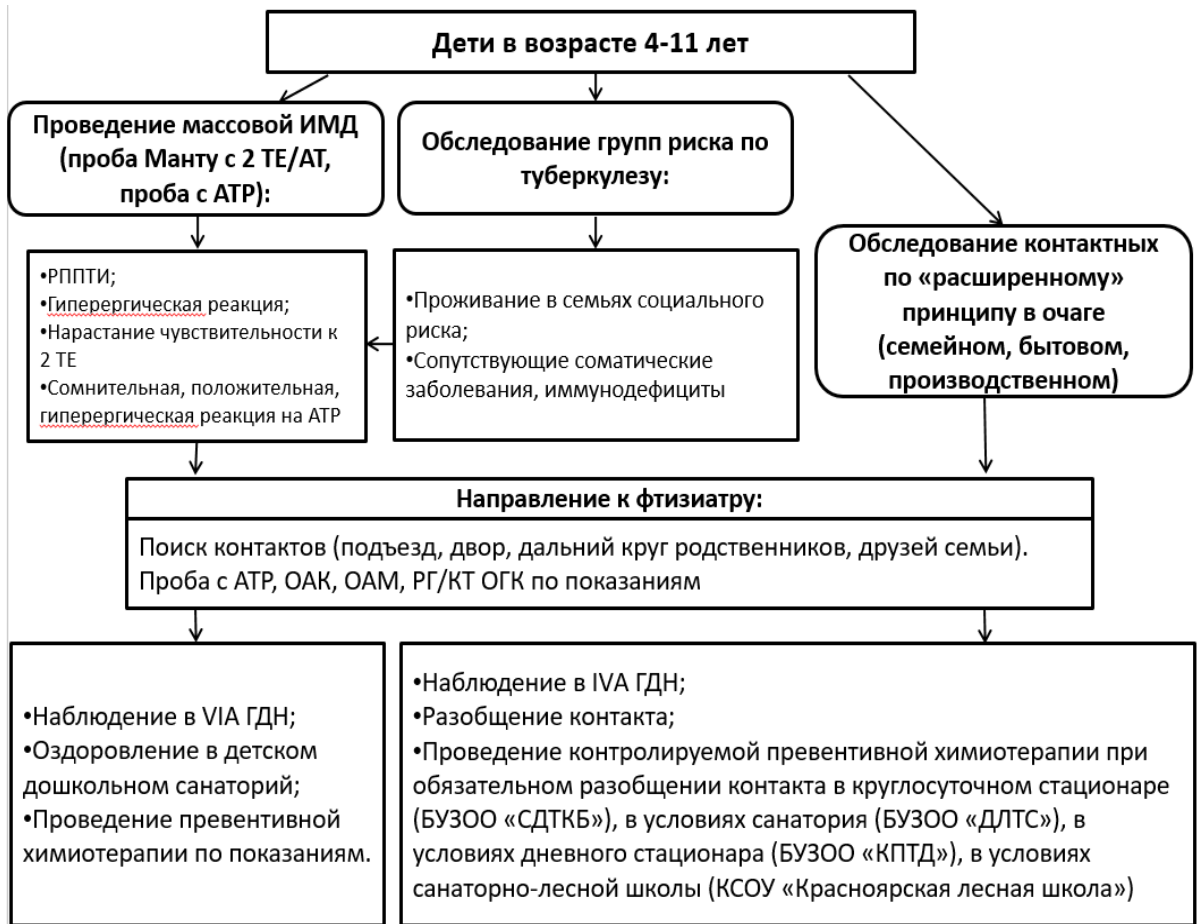 Дети в возрасте 4-11 лет
Проведение массовой ИМД
(проба Манту с 2 ТЕ/АТ,
проба с АТР):
Обследование групп риска по
туберкулезу:
Обследование контактных
по «расширенному»
принципу в очаге
(семейном, бытовом,
производственном)
•РППТИ;
•Гиперергическая реакция;
•Нарастание чувствительности к
2 ТЕ
•Сомнительная, положительная,
гиперергическая реакция на АТР
•Проживание в семьях социального
риска;
•Сопутствующие соматические
заболевания, иммунодефициты
Направление к фтизиатру:
Поиск контактов (подъезд, двор, дальний круг родственников, друзей семьи).
Проба с АТР, ОАК, ОАМ, РГ/КТ ОГК по показаниям
•Наблюдение в VIА ГДН;
•Оздоровление в детском
дошкольном санаторий;
•Проведение превентивной
химиотерапии по показаниям.
•Наблюдение в IVА ГДН;
•Разобщение контакта;
•Проведение контролируемой превентивной химиотерапии при
обязательном разобщении контакта в круглосуточном стационаре
(БУЗОО «СДТКБ»), в условиях санатория (БУЗОО «ДЛТС»), в
условиях дневного стационара (БУЗОО «КПТД»), в условиях
санаторно-лесной школы (КСОУ «Красноярская лесная школа»)